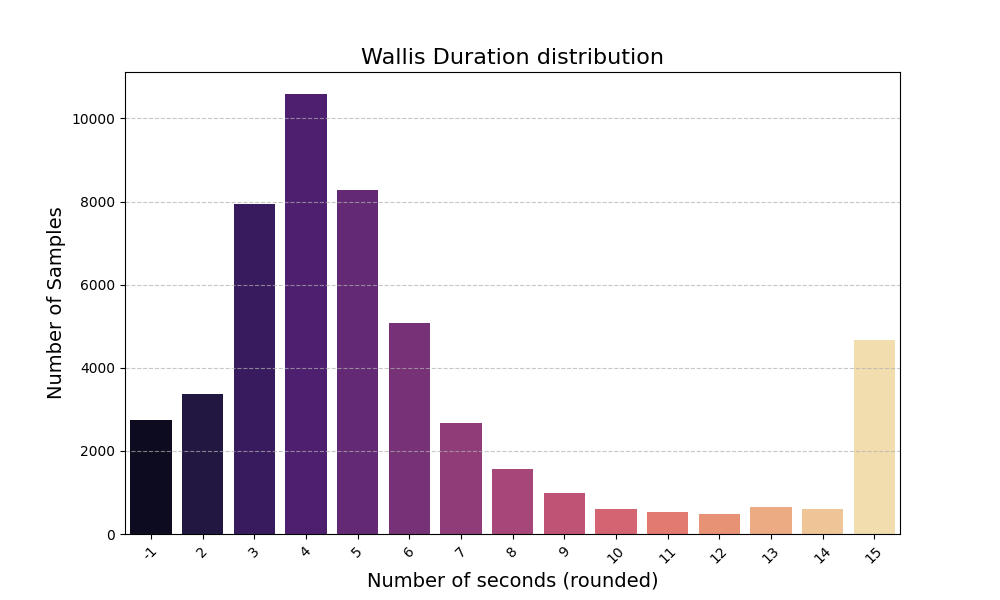 Wallis Duration distribution
Number of Samples
10000
8000
6000
4000
2000
0
-1 2 3 4 5 6 7 8 9 10 11 12 13 14 15
Number of seconds (rounded)